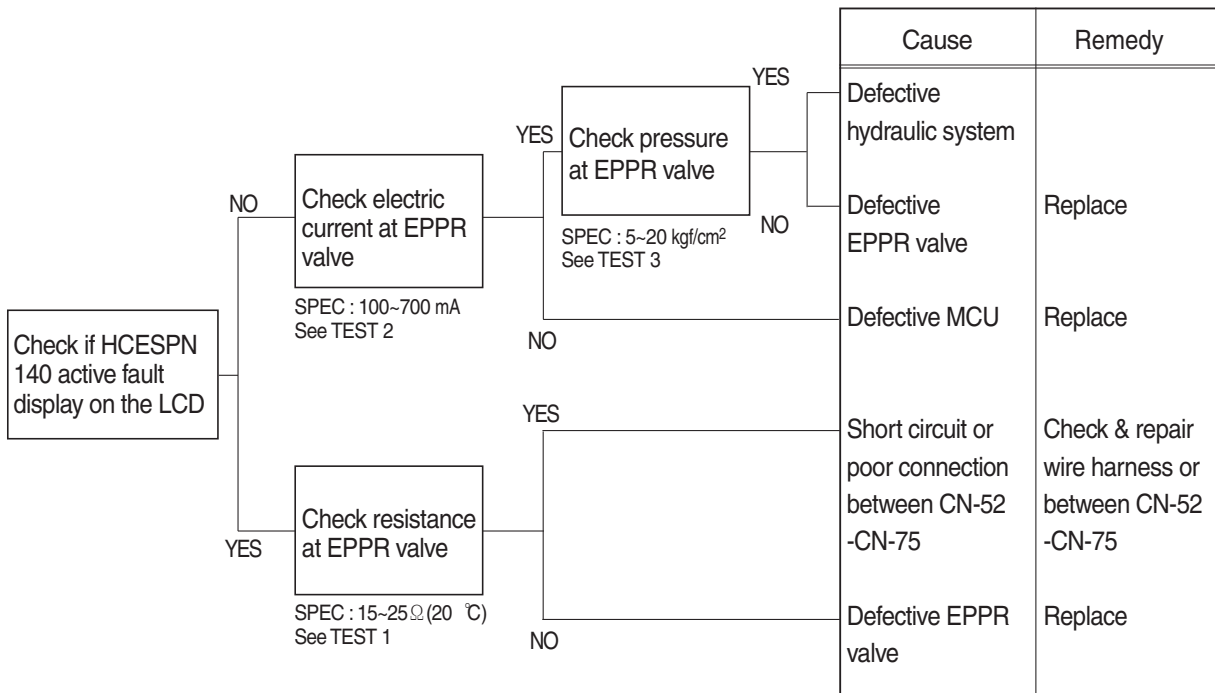 Cause
Remedy
YES
Defective
hydraulic system
YES
Check pressure
at EPPR valve
NO
Check electric
current at EPPR
valve
NO
Defective
EPPR valve
Replace
SPEC : 5~20 kgf/cm²
See TEST 3
SPEC : 100~700 mA
See TEST 2
NO
Defective MCU
Replace
Check if HCESPN
140 active fault
display on the LCD
YES
Short circuit or
poor connection
between CN-52
-CN-75
Check & repair
wire harness or
between CN-52
-CN-75
YES
Check resistance
at EPPR valve
SPEC : 15~25Ω(20 ℃)
See TEST 1
NO
Defective EPPR
valve
Replace